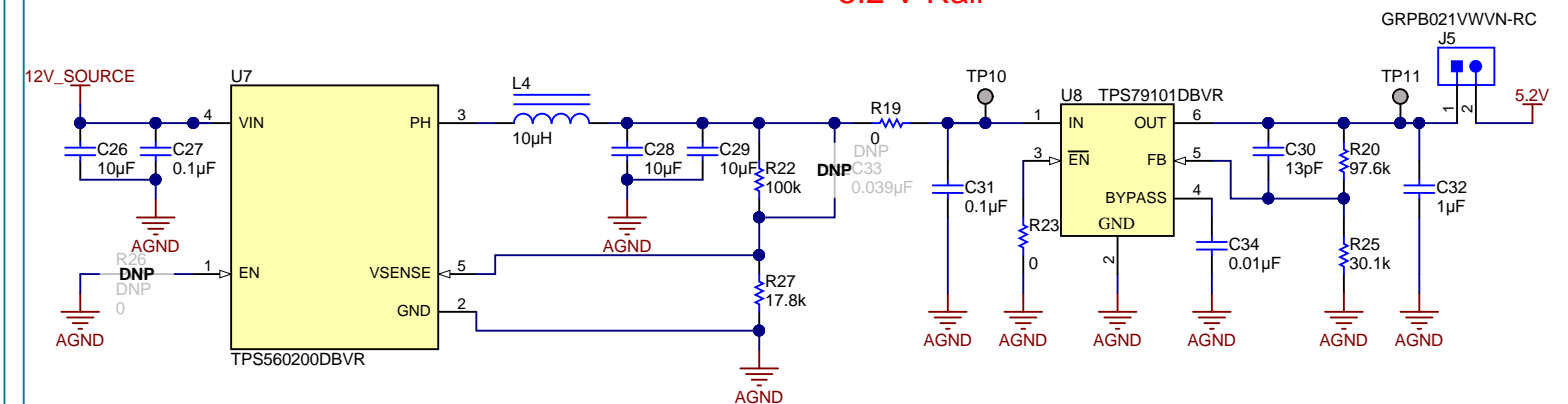 GRPB021VWVN-RC
J5
12V_SOURCE
U7
L4
TP10
TP11
5.2V
R19
U8
TPS79101DBVR
1
2
4
VIN
PH
3
10µH
0
1
IN
OUT
6
C26
10µF
C27
0.1µF
C28
10µF
C29
10µF
R22
100k
DNP
DNP
C33
0.039µF
3
EN
FB
5
C30
13pF
R20
97.6k
C31
0.1µF
BYPASS
4
C32
1µF
GND
R23
0
2
C34
0.01µF
R25
30.1k
AGND
AGND
R26
DNP
DNP
0
1
EN
VSENSE
5
R27
17.8k
GND
2
AGND
AGND
AGND
AGND
AGND
AGND
AGND
TPS560200DBVR
AGND